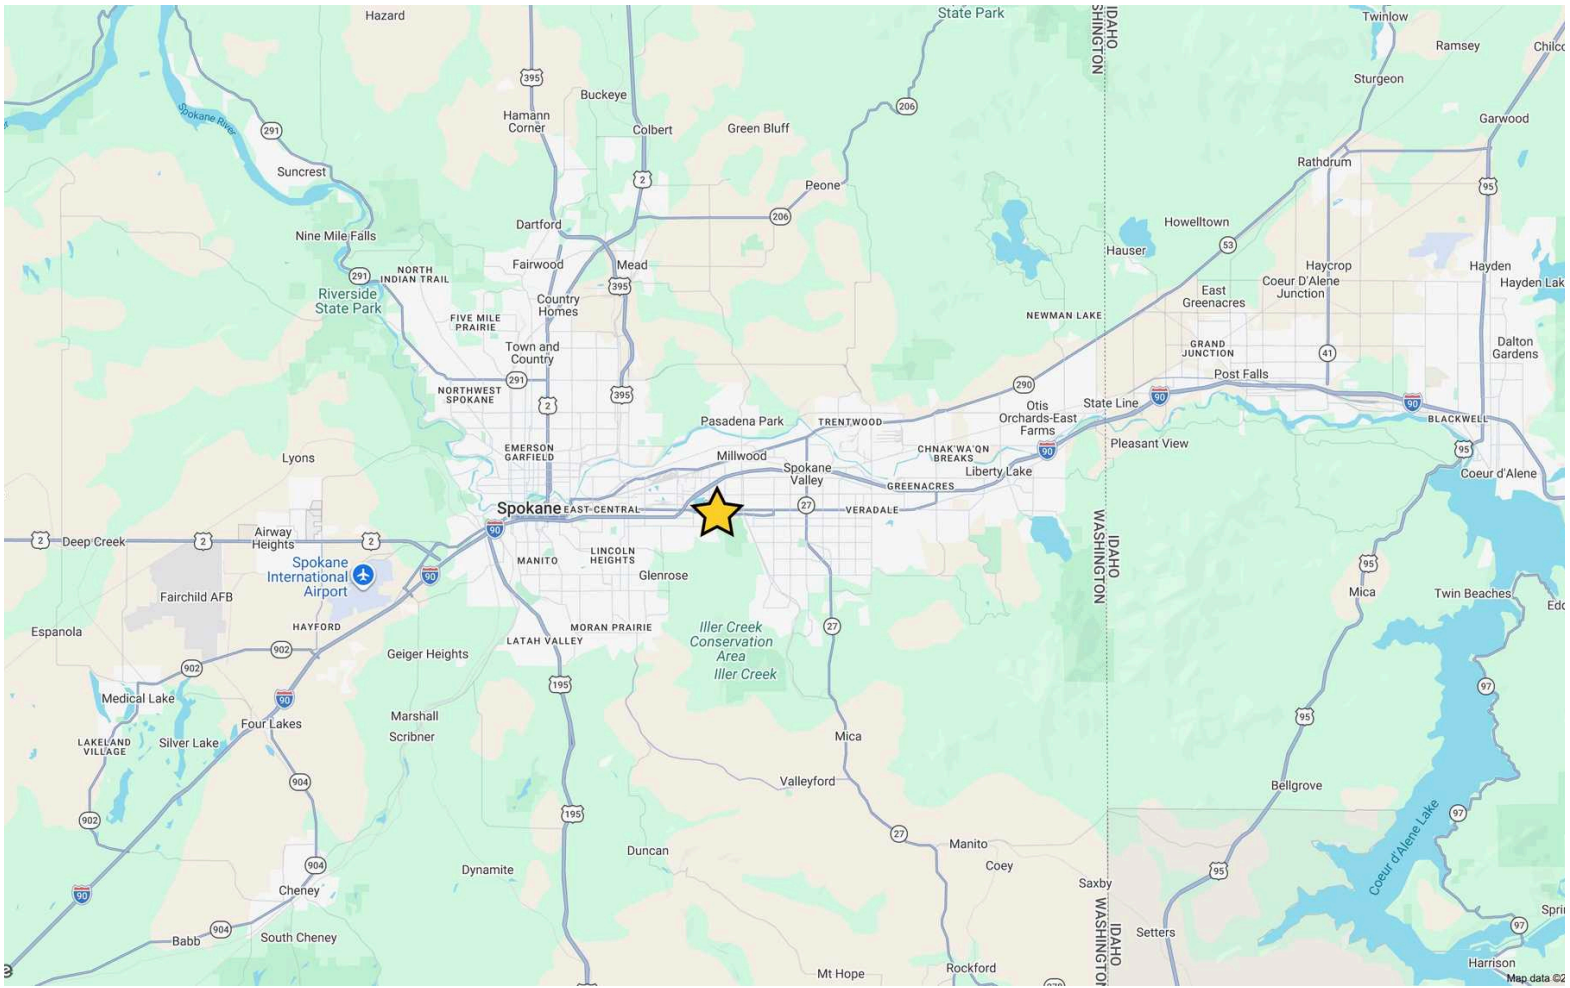 Hazard
State Park
IDAHO
WASHINGTON
Twinlow
Ramsey
395
Buckeye
Sturgeon
Spokane River
206
291
Hamann
Corner
Colbert
Green Bluff
Garwood
Suncrest
2
Peone
Rathdrum
95
206
Dartford
Howelltown
Nine Mile Falls
53
Hauser
NORTH
INDIAN TRAIL
Fairwood
Mead
Haycrop
Hayden
291
395
Coeur D'Alene
Junction
Hayden Lak
Riverside
State Park
Country
Homes
East
Greenacres
FIVE MILE
PRAIRIE
NEWMAN LAKE
Town and
Country
GRAND
JUNCTION
41
Dalton
Gardens
291
Post Falls
NORTHWEST
SPOKANE
395
290
90
90
2
State Line
Otis
Orchards-East
Farms
Pasadena Park
TRENTWOOD
BLACKWELL
Pleasant View
EMERSON
GARFIELD
Millwood
CHNAK'WA'QN
BREAKS
90
95
Lyons
Spokane
Valley
Liberty Lake
Coeur d'Alene
GREENACRES
Spokane
EAST CENTRAL
27
VERADALE
90
2
Deep Creek
2
Airway
Heights
2
IDAHO
WASHINGTON
Spokane
International
Airport
90
MANITO
LINCOLN
HEIGHTS
Glenrose
95
Mica
Twin Beaches
Fairchild AFB
Espanola
HAYFORD
MORAN PRAIRIE
LATAH VALLEY
27
Iller Creek
Conservation
Area
Iller Creek
902
902
Geiger Heights
195
97
Medical Lake
90
Four Lakes
Marshall
Scribner
95
LAKELAND
VILLAGE
Silver Lake
Mica
904
Valleyford
Bellgrove
902
195
27
97
Coeur d'Alene Lake
Manito
Duncan
Coey
904
Dynamite
95
Saxby
90
Cheney
904
Babb
South Cheney
IDAHO
WASHINGTON
Setters
97
Mt Hope
Rockford
Harrison
Map data ©2